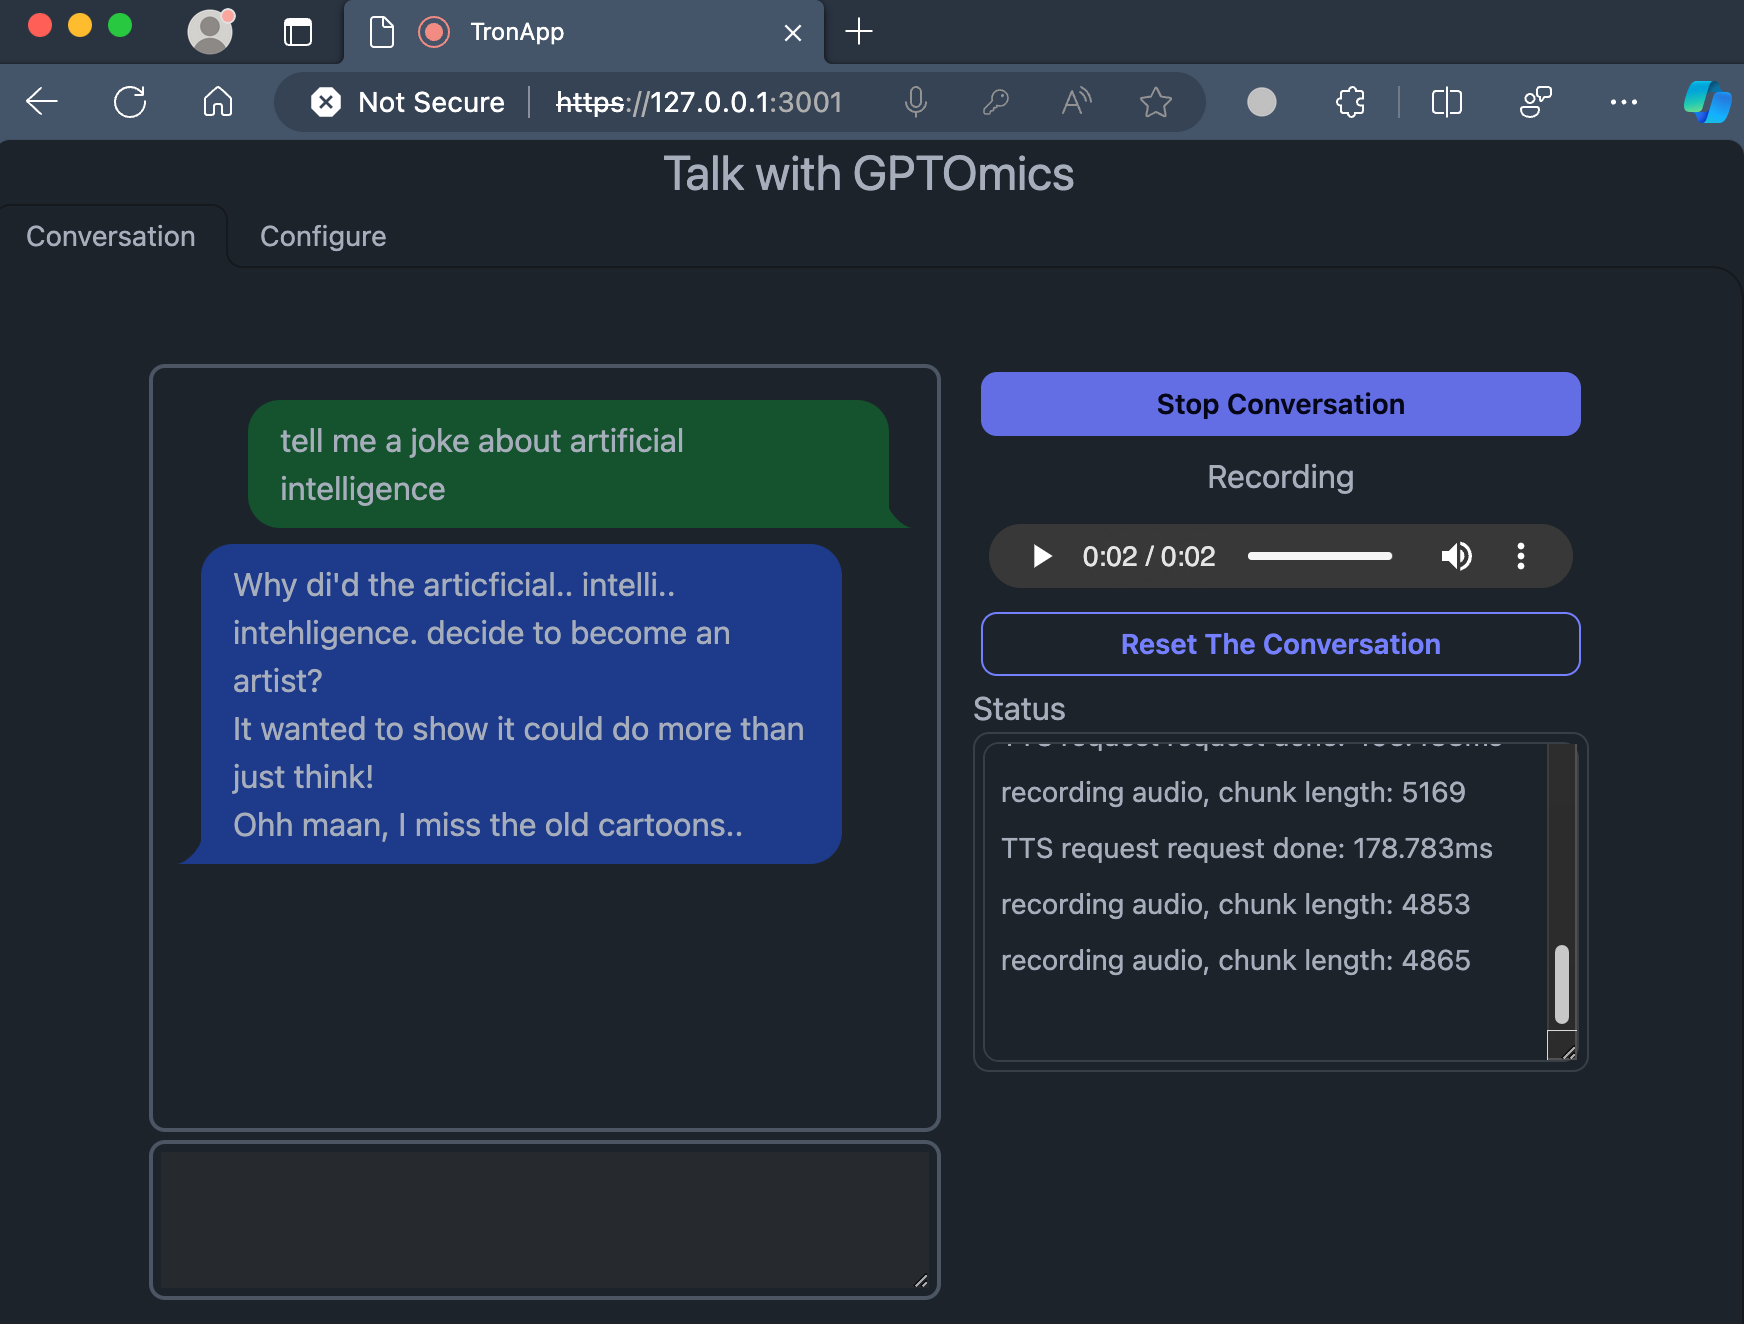 TronApp
Not Secure
https://127.0.0.1:3001
Talk with GPTOmics
Conversation
Configure
tell me a joke about artificial
intelligence
Why di'd the articficial.. intelli..
intehligence. decide to become an
artist?
It wanted to show it could do more than
just think!
Ohh maan, I miss the old cartoons..
Stop Conversation
Recording
0:02 / 0:02
Reset The Conversation
Status
TTS request request done:
recording audio, chunk length: 5169
TTS request request done: 178.783ms
recording audio, chunk length: 4853
recording audio, chunk length: 4865